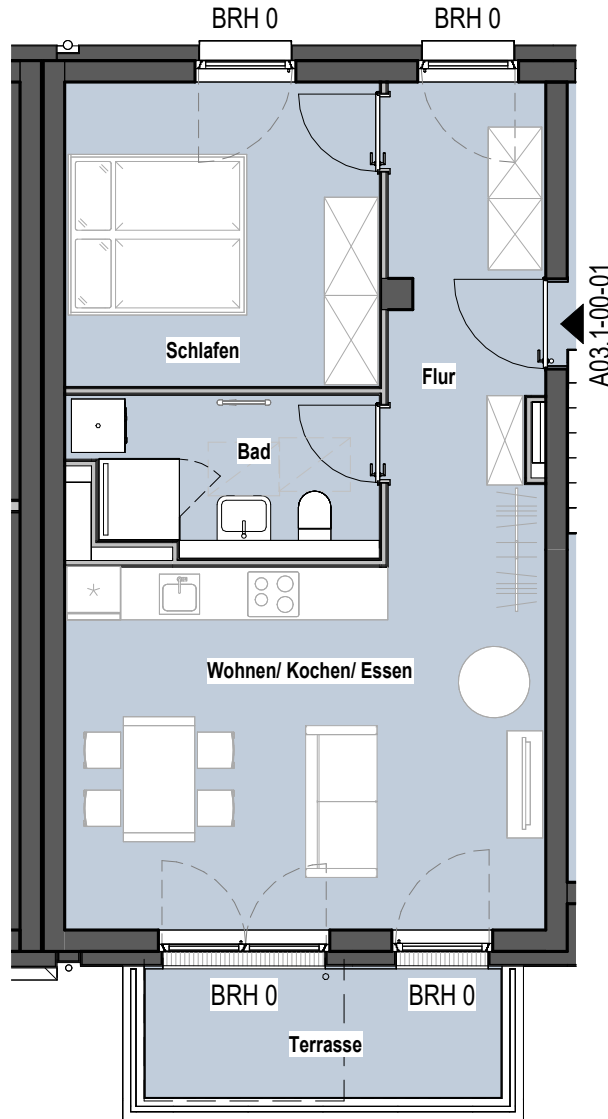 BRH 0 BRH 0
A03.1-00-01
Schlafen
Flur
Bad
Wohnen/ Kochen/ Essen
BRH 0 BRH 0
Terrasse